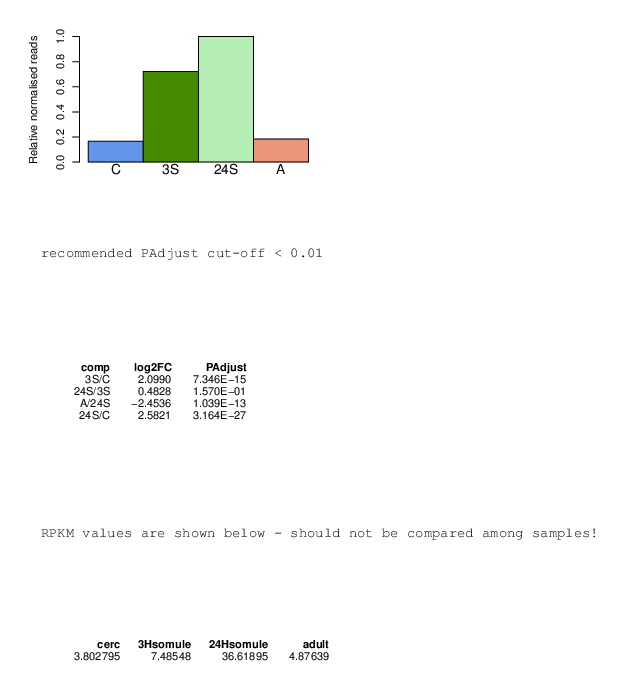 Relative normalised reads
1.0
0.8
0.6
0.4
0.2
0.0
C 3S 24S A
recommended PAdjust cut-off < 0.01
comp log2FC PAdjust
3S/C 2.0990 7.346E−15
24S/3S 0.4828 1.570E−01
A/24S −2.4536 1.039E−13
24S/C 2.5821 3.164E−27
RPKM values are shown below - should not be compared among samples!
cerc 3Hsomule 24Hsomule adult
3.802795 7.48548 36.61895 4.87639